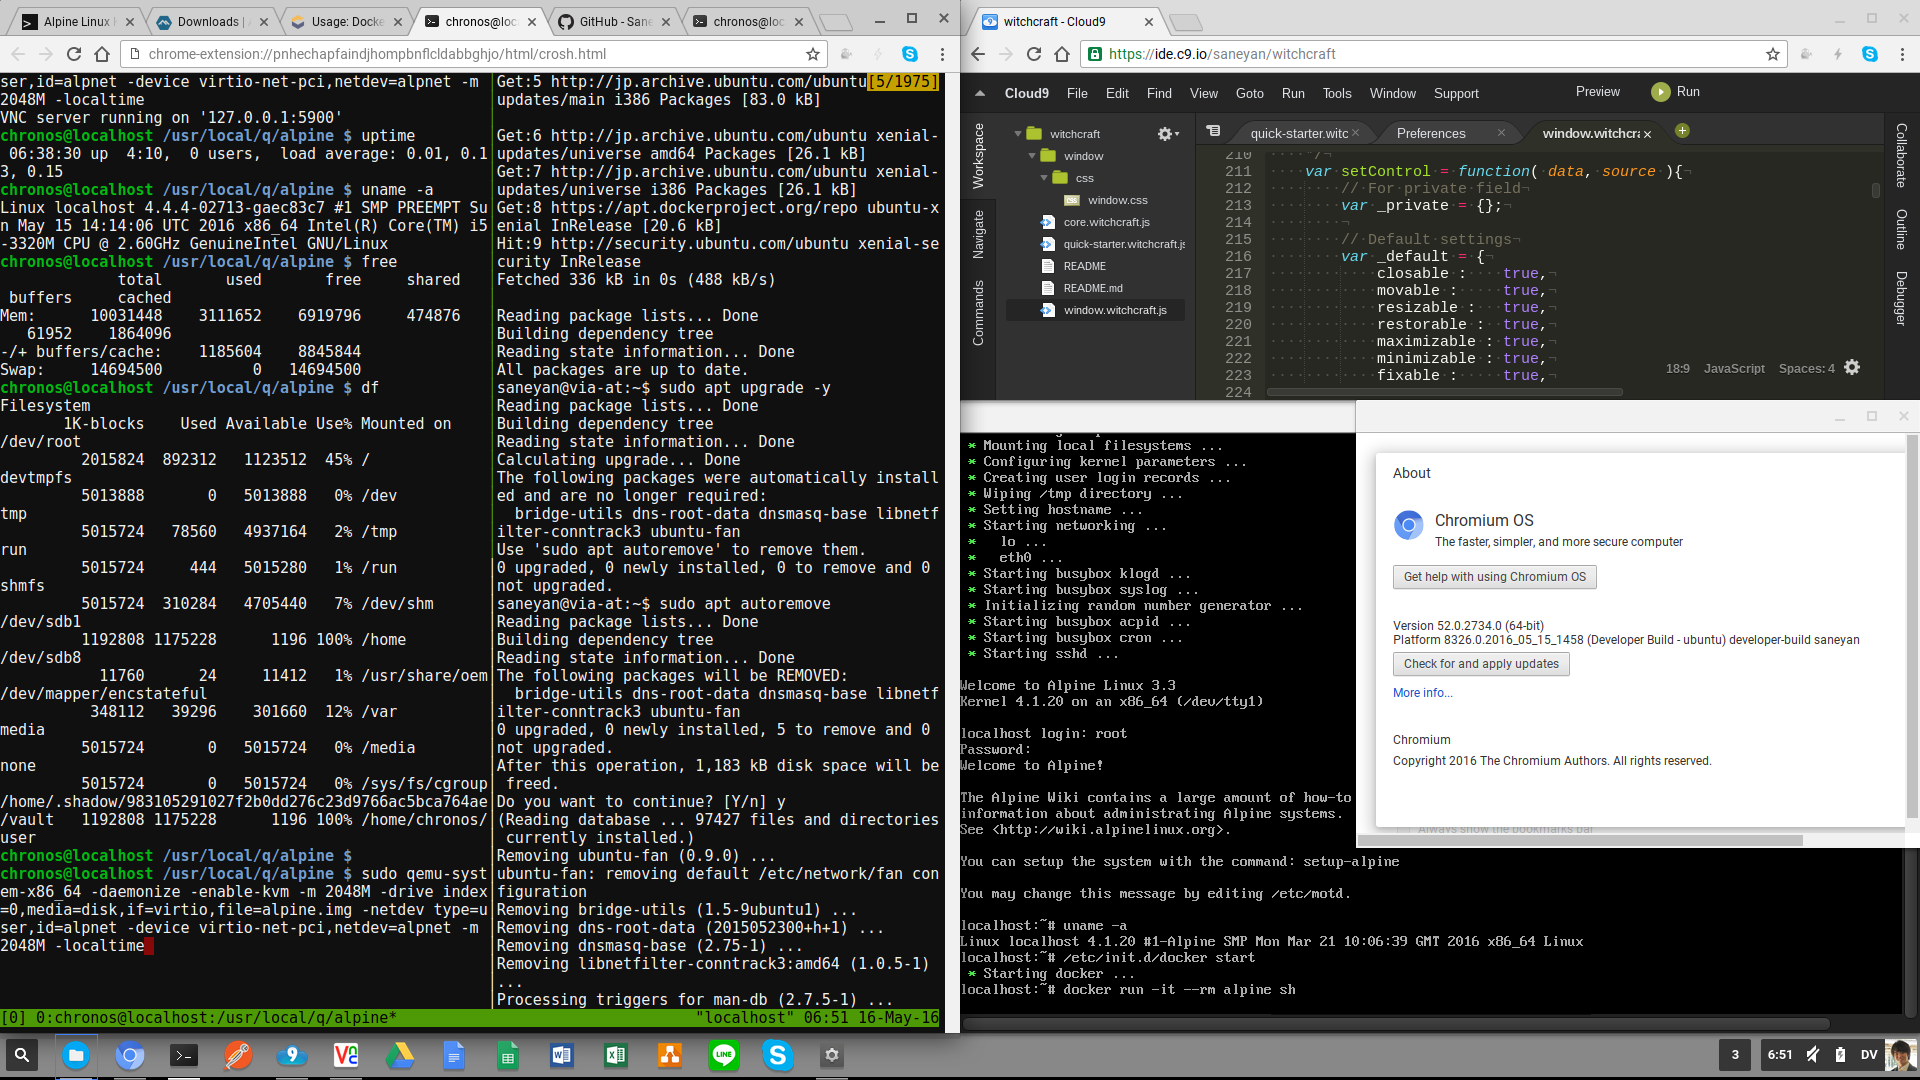 Alpine Linux
Downloads |
Usage: Docke
chronos@loc
GitHub - Sane
chronos@loc
chrome-extension://pnhechapfaindjhompbnflcldabbghjo/html/crosh.html
ser,id=alpnet -device virtio-net-pci,netdev=alpnet -m
2048M -localtime
VNC server running on '127.0.0.1:5900'
chronos@localhost /usr/local/q/alpine $ uptime
06:38:30 up  4:10,  0 users,  load average: 0.01, 0.1
3, 0.15
chronos@localhost /usr/local/q/alpine $ uname -a
Linux localhost 4.4.4-02713-gaec83c7 #1 SMP PREEMPT Su
n May 15 14:14:06 UTC 2016 x86_64 Intel(R) Core(TM) i5
-3320M CPU @ 2.60GHz GenuineIntel GNU/Linux
chronos@localhost /usr/local/q/alpine $ free
total       used       free     shared
buffers     cached
Mem:      10031448    3111652    6919796     474876
61952    1864096
-/+ buffers/cache:    1185604    8845844
Swap:     14694500          0   14694500
chronos@localhost /usr/local/q/alpine $ df
Filesystem
1K-blocks    Used Available Use% Mounted on
/dev/root
2015824  892312   1123512  45% /
devtmpfs
5013888       0   5013888   0% /dev
tmp
5015724   78560   4937164   2% /tmp
run
5015724     444   5015280   1% /run
shmfs
5015724  310284   4705440   7% /dev/shm
/dev/sdb1
1192808 1175228      1196 100% /home
/dev/sdb8
11760      24     11412   1% /usr/share/oem
/dev/mapper/encstateful
348112   39296    301660  12% /var
media
5015724       0   5015724   0% /media
none
5015724       0   5015724   0% /sys/fs/cgroup
/home/.shadow/983105291027f2b0dd276c23d9766ac5bca764ae
/vault   1192808 1175228      1196 100% /home/chronos/
user
chronos@localhost /usr/local/q/alpine $
chronos@localhost /usr/local/q/alpine $ sudo qemu-syst
em-x86_64 -daemonize -enable-kvm -m 2048M -drive index
=0,media=disk,if=virtio,file=alpine.img -netdev type=u
ser,id=alpnet -device virtio-net-pci,netdev=alpnet -m
2048M -localtime
Get:5 http://jp.archive.ubuntu.com/ubuntu [5/1975]
updates/main i386 Packages [83.0 kB]
Get:6 http://jp.archive.ubuntu.com/ubuntu xenial-
updates/universe amd64 Packages [26.1 kB]
Get:7 http://jp.archive.ubuntu.com/ubuntu xenial-
updates/universe i386 Packages [26.1 kB]
Get:8 https://apt.dockerproject.org/repo ubuntu-x
enial InRelease [20.6 kB]
Hit:9 http://security.ubuntu.com/ubuntu xenial-se
curity InRelease
Fetched 336 kB in 0s (488 kB/s)
Reading package lists... Done
Building dependency tree
Reading state information... Done
All packages are up to date.
saneyan@via-at:~$ sudo apt upgrade -y
Reading package lists... Done
Building dependency tree
Reading state information... Done
Calculating upgrade... Done
The following packages were automatically install
ed and are no longer required:
bridge-utils dns-root-data dnsmasq-base libnetf
ilter-conntrack3 ubuntu-fan
Use 'sudo apt autoremove' to remove them.
0 upgraded, 0 newly installed, 0 to remove and 0
not upgraded.
saneyan@via-at:~$ sudo apt autoremove
Reading package lists... Done
Building dependency tree
Reading state information... Done
The following packages will be REMOVED:
bridge-utils dns-root-data dnsmasq-base libnetf
ilter-conntrack3 ubuntu-fan
0 upgraded, 0 newly installed, 5 to remove and 0
not upgraded.
After this operation, 1,183 kB disk space will be
freed.
Do you want to continue? [Y/n] y
(Reading database ... 97427 files and directories
currently installed.)
Removing ubuntu-fan (0.9.0) ...
ubuntu-fan: removing default /etc/network/fan con
figuration
Removing bridge-utils (1.5-9ubuntu1) ...
Removing dns-root-data (2015052300+h+1) ...
Removing dnsmasq-base (2.75-1) ...
Removing libnetfilter-conntrack3:amd64 (1.0.5-1)
...
Processing triggers for man-db (2.7.5-1) ...
[0] 0:chronos@localhost:/usr/local/q/alpine*
"localhost" 06:51 16-May-16
witchcraft - Cloud9
https://ide.c9.io/saneyan/witchcraft
Cloud9 File Edit Find View Goto Run Tools Window Support
Preview
Run
Workspace
Navigate
Commands
witchcraft
window
css
window.css
core.witchcraft.js
quick-starter.witchcraft.js
README
README.md
window.witchcraft.js
quick-starter.witc
Preferences
window.witchcra
210 */
211 var setControl = function( data, source ){
212 // For private field
213 var _private = {};
214
215 // Default settings
216 var _default = {
217 closable : true,
218 movable : true,
219 resizable : true,
220 restorable : true,
221 maximizable : true,
222 minimizable : true,
223 fixable : true,
224
18:9 JavaScript Spaces: 4
Collaborate
Outline
Debugger
* Mounting local filesystems ...
* Configuring kernel parameters ...
* Creating user login records ...
* Wiping /tmp directory ...
* Setting hostname ...
* Starting networking ...
*   lo ...
*   eth0 ...
* Starting busybox klogd ...
* Starting busybox syslog ...
* Initializing random number generator ...
* Starting busybox acpid ...
* Starting busybox cron ...
* Starting sshd ...
Welcome to Alpine Linux 3.3
Kernel 4.1.20 on an x86_64 (/dev/tty1)
localhost login: root
Password:
Welcome to Alpine!
The Alpine Wiki contains a large amount of how-to
information about administrating Alpine systems.
See <http://wiki.alpinelinux.org>.
You can setup the system with the command: setup-alpine
You may change this message by editing /etc/motd.
localhost:~# uname -a
Linux localhost 4.1.20 #1-Alpine SMP Mon Mar 21 10:06:39 GMT 2016 x86_64 Linux
localhost:~# /etc/init.d/docker start
* Starting docker ...
localhost:~# docker run -it --rm alpine sh
About
Chromium OS
The faster, simpler, and more secure computer
Get help with using Chromium OS
Version 52.0.2734.0 (64-bit)
Platform 8326.0.2016_05_15_1458 (Developer Build - ubuntu) developer-build saneyan
Check for and apply updates
More info...
Chromium
Copyright 2016 The Chromium Authors. All rights reserved.
Always show the bookmarks bar
LINE
3
6:51
DV